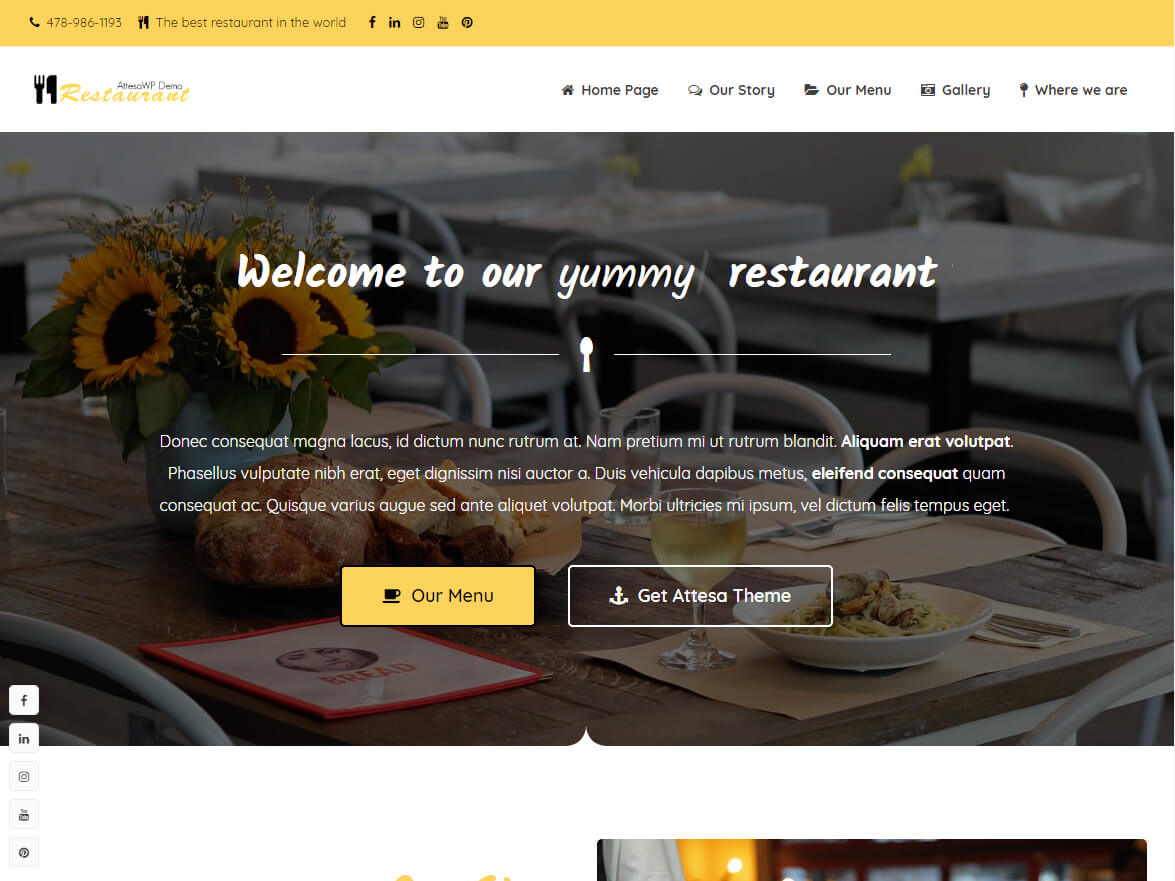 478-986-1193 The best restaurant in the world
AttesaWP Demo
Restaurant
Home Page Our Story Our Menu Gallery Where we are
Welcome to our yummy| restaurant
Donec consequat magna lacus, id dictum nunc rutrum at. Nam pretium mi ut rutrum blandit. Aliquam erat volutpat.
Phasellus vulputate nibh erat, eget dignissim nisi auctor a. Duis vehicula dapibus metus, eleifend consequat quam
consequat ac. Quisque varius augue sed ante aliquet volutpat. Morbi ultricies mi ipsum, vel dictum felis tempus eget.
Our Menu Get Attesa Theme
BREAD